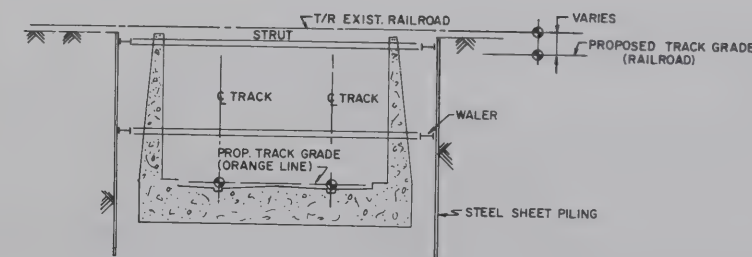 T/R EXIST. RAILROAD
VARIES
STRUT
PROPOSED TRACK GRADE
(RAILROAD)
℄ TRACK
℄ TRACK
WALER
PROP. TRACK GRADE
(ORANGE LINE)
STEEL SHEET PILING